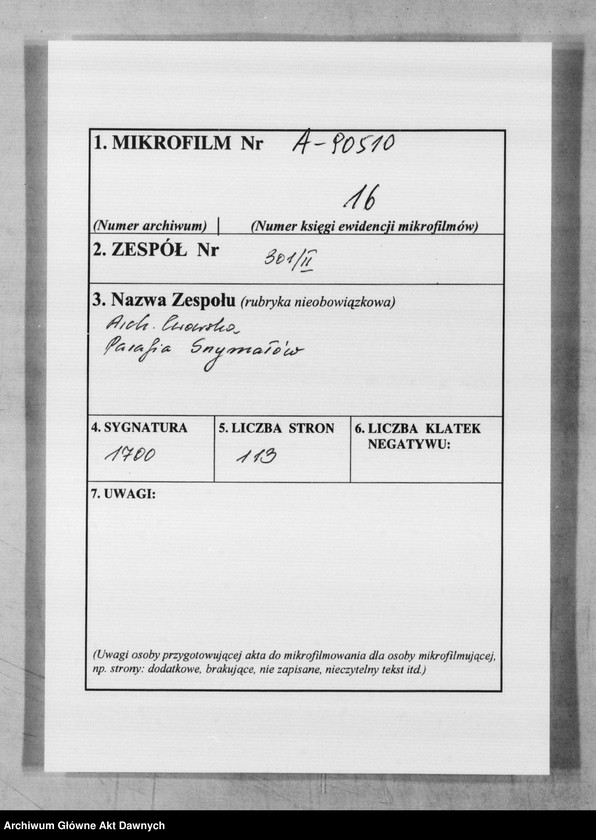 1. MIKROFILM Nr A-90510
16
(Numer archiwum) | (Numer księgi ewidencji mikrofilmów)
2. ZESPÓŁ Nr 301/II
3. Nazwa Zespołu (rubryka nieobowiązkowa)
Arch. Lwowska
Parafia
4. SYGNATURA 5. LICZBA STRON 6. LICZBA KLATEK
NEGATYWU:
1700 113
7. UWAGI:
(Uwagi osoby przygotowującej akta do mikrofilmowania dla osoby mikrofilmującej,
np. strony: dodatkowe, brakujące, nie zapisane, nieczytelny tekst itd.)
Archiwum Główne Akt Dawnych